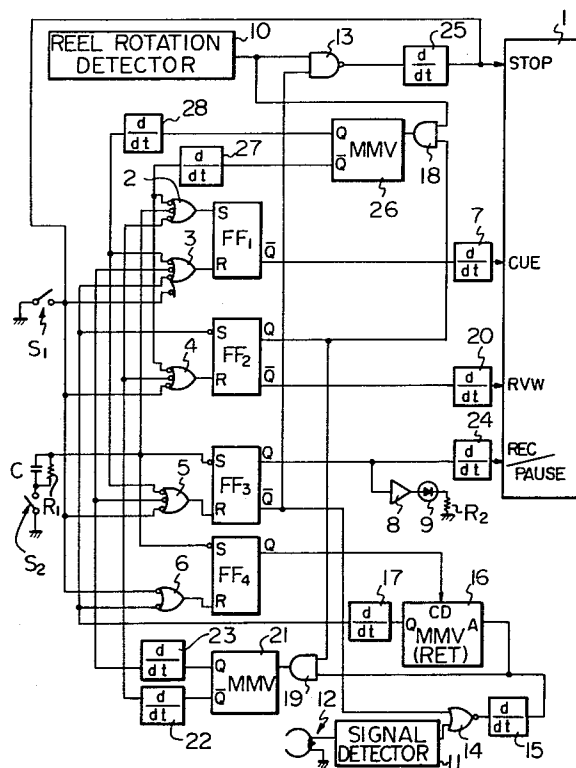 10
REEL ROTATION
DETECTOR
13
25
d
dt
1
STOP
28
d
dt
27
d
dt
Q
Q̄
MMV
26
18
2
S
FF1
R
Q̄
3
7
d
dt
CUE
S1
4
S
FF2
R
Q
Q̄
20
d
dt
RVW
24
d
dt
REC
/PAUSE
C
R1
S2
5
S
FF3
R
Q
Q̄
8
9
R2
6
S
FF4
R
Q
17
d
dt
16
CD
Q
MMV
(RET)
A
23
d
dt
21
Q
MMV
Q̄
19
22
d
dt
12
SIGNAL
DETECTOR
11
14
15
d
dt